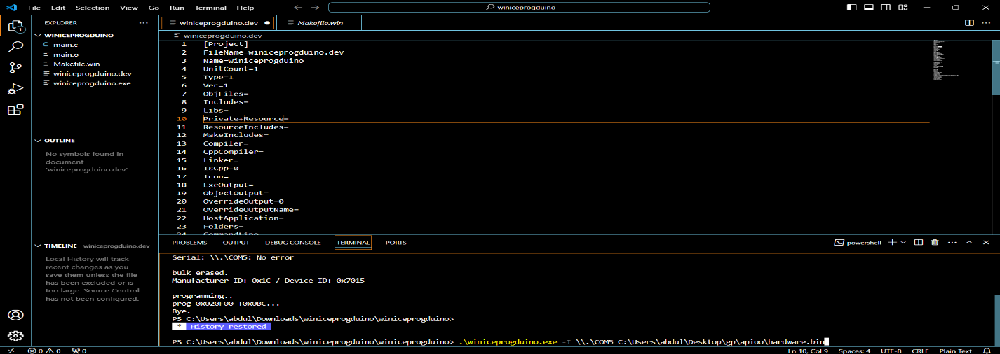 File Edit Selection View Go Run Terminal Help
winiceprogduino
EXPLORER
WINICEPROGDUINO
main.c
main.o
Makefile.win
winiceprogduino.dev
winiceprogduino.exe
OUTLINE
No symbols found in
document
'winiceprogduino.dev'
TIMELINE winiceprogduino.dev
Local History will track
recent changes as you
save them unless the file
has been excluded or is
too large. Source Control
has not been configured.
winiceprogduino.dev
Makefile.win
winiceprogduino.dev
1 [Project]
2 FileName=winiceprogduino.dev
3 Name=winiceprogduino
4 UnitCount=1
5 Type=1
6 Ver=1
7 ObjFiles=
8 Includes=
9 Libs=
10 Private+Resource=
11 ResourceIncludes=
12 MakeIncludes=
13 Compiler=
14 CppCompiler=
15 Linker=
16 IsCpp=0
17 Icon=
18 ExeOutput=
19 ObjectOutput=
20 OverrideOutput=0
21 OverrideOutputName=
22 HostApplication=
23 Folders=
24 CommandLine=
PROBLEMS OUTPUT DEBUG CONSOLE TERMINAL PORTS
powershell
Serial: \\.\COM5: No error
bulk erased.
Manufacturer ID: 0x1C / Device ID: 0x7015
programming..
prog 0x020F00 +0x0BC...
Bye.
PS C:\Users\abdul\Downloads\winiceprogduino\winiceprogduino>
* History restored
PS C:\Users\abdul\Downloads\winiceprogduino\winiceprogduino> .\winiceprogduino.exe -I \\.\COM5 C:\Users\abdul\Desktop\gp\apioo\hardware.bin
0 0 0
Ln 10, Col 9 Spaces: 4 UTF-8 CRLF Plain Text